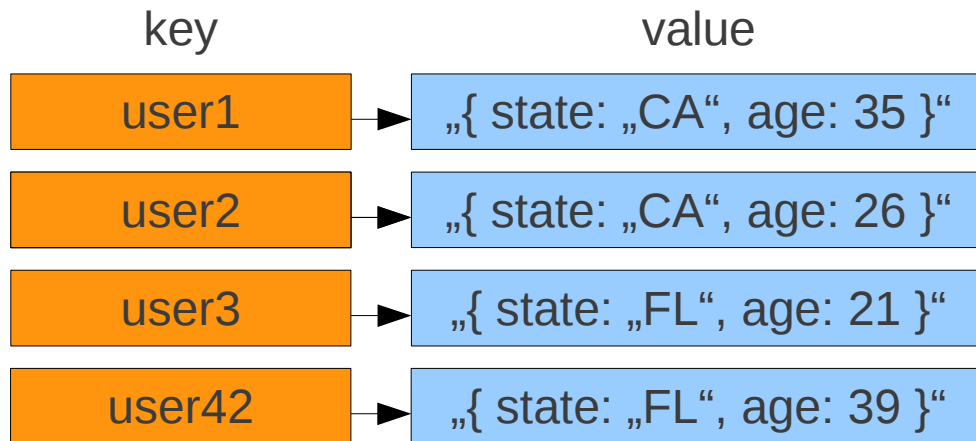 key value
user1 „{ state: „CA“, age: 35 }“
user2 „{ state: „CA“, age: 26 }“
user3 „{ state: „FL“, age: 21 }“
user42 „{ state: „FL“, age: 39 }“